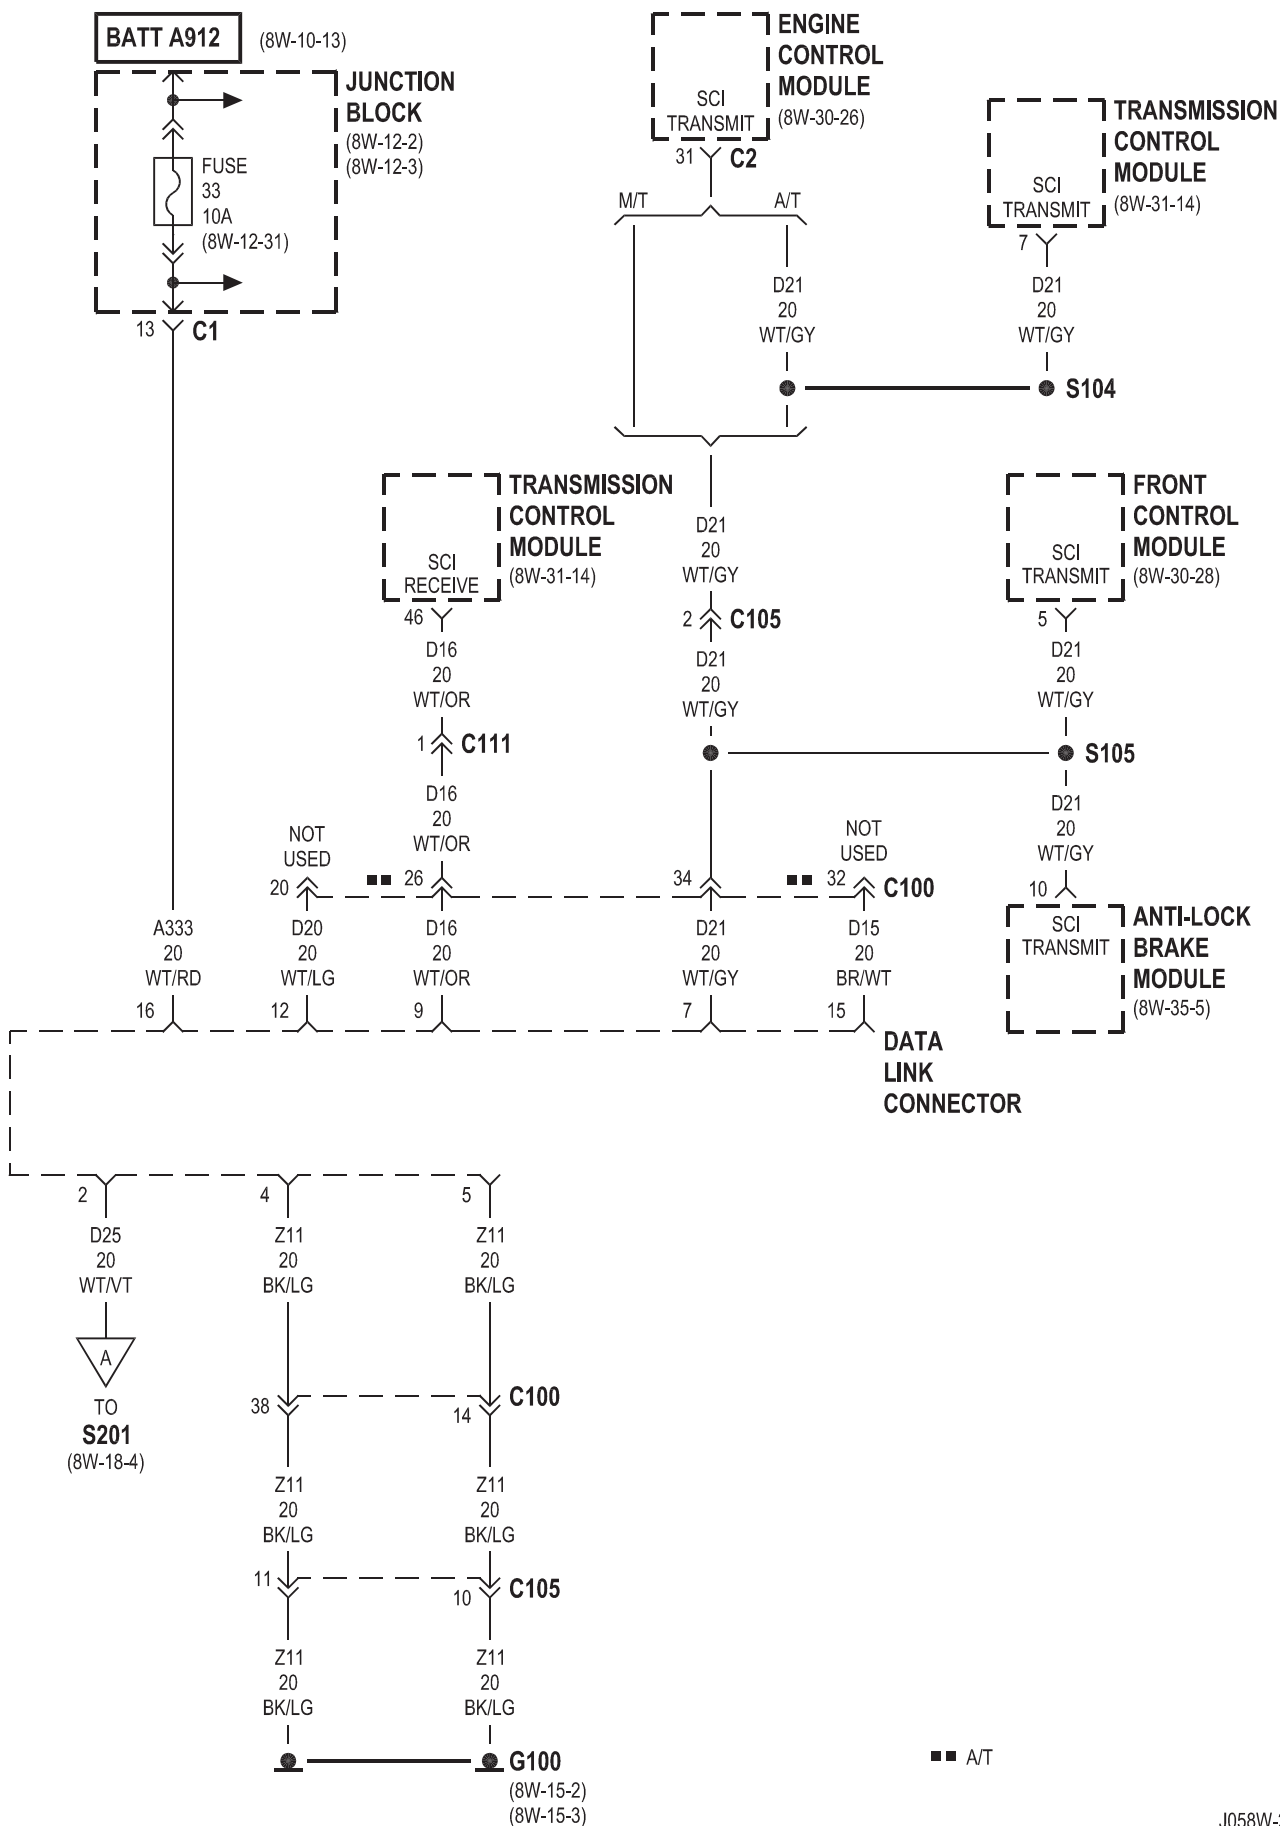 BATT A912
(8W-10-13)
JUNCTION
BLOCK
(8W-12-2)
(8W-12-3)
FUSE
33
10A
(8W-12-31)
13
C1
ENGINE
CONTROL
MODULE
(8W-30-26)
SCI
TRANSMIT
31
C2
M/T
A/T
TRANSMISSION
CONTROL
MODULE
(8W-31-14)
SCI
TRANSMIT
7
D21
20
WT/GY
D21
20
WT/GY
S104
TRANSMISSION
CONTROL
MODULE
(8W-31-14)
SCI
RECEIVE
46
D16
20
WT/OR
1
C111
D16
20
WT/OR
D21
20
WT/GY
2
C105
D21
20
WT/GY
FRONT
CONTROL
MODULE
(8W-30-28)
SCI
TRANSMIT
5
D21
20
WT/GY
S105
D21
20
WT/GY
10
SCI
TRANSMIT
ANTI-LOCK
BRAKE
MODULE
(8W-35-5)
NOT
USED
20
26
34
NOT
USED
32
C100
A333
20
WT/RD
16
D20
20
WT/LG
12
D16
20
WT/OR
9
D21
20
WT/GY
7
D15
20
BR/WT
15
DATA
LINK
CONNECTOR
2
D25
20
WT/VT
A
TO
S201
(8W-18-4)
4
Z11
20
BK/LG
5
Z11
20
BK/LG
38
14
C100
Z11
20
BK/LG
Z11
20
BK/LG
11
10
C105
Z11
20
BK/LG
Z11
20
BK/LG
G100
(8W-15-2)
(8W-15-3)
A/T
J058W-